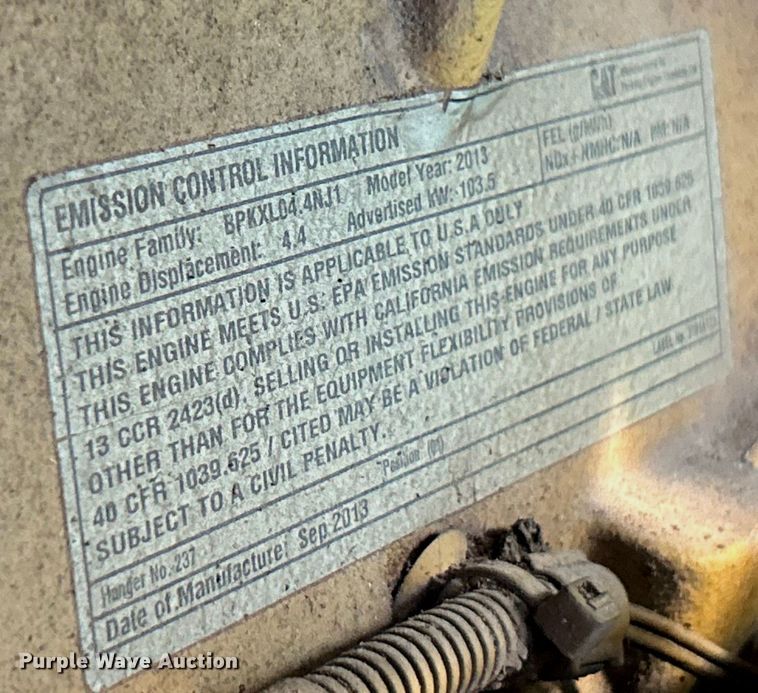 CAT
EMISSION CONTROL INFORMATION
Engine Family: BPKXL04.4NJ1 Model Year: 2013
Engine Displacement: 4.4 Advertised kW: 103.5
FEL (g/kWh)
NOx + NMHC: N/A PM: N/A
THIS INFORMATION IS APPLICABLE TO U.S.A ONLY
THIS ENGINE MEETS U.S. EPA EMISSION STANDARDS UNDER 40 CFR 1039.625
THIS ENGINE COMPLIES WITH CALIFORNIA EMISSION REQUIREMENTS UNDER
13 CCR 2423(d). SELLING OR INSTALLING THIS ENGINE FOR ANY PURPOSE
OTHER THAN FOR THE EQUIPMENT FLEXIBILITY PROVISIONS OF
40 CFR 1039.625 / CITED MAY BE A VIOLATION OF FEDERAL / STATE LAW
SUBJECT TO A CIVIL PENALTY.
LABEL No.
Hanger No. 237 "Position (01)
Date of Manufacture: Sep 2013
Purple Wave Auction